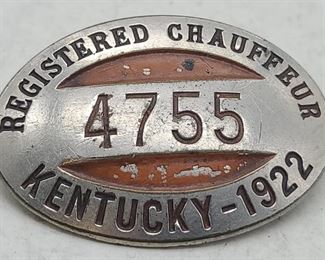 REGISTERED CHAUFFEUR
4755
KENTUCKY-1922